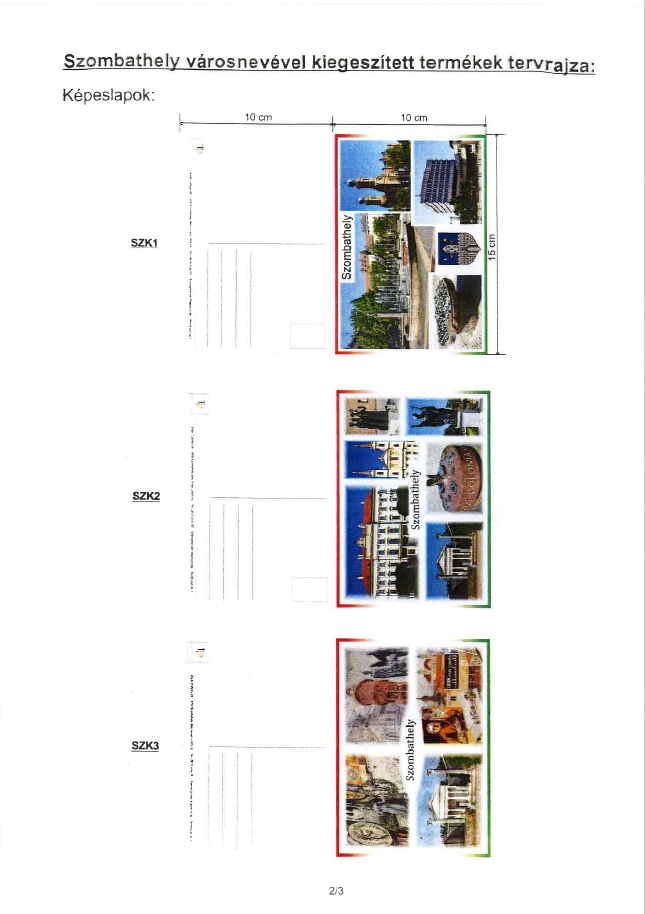 Szombathely városnevével kiegészített termékek tervrajza:
Képeslapok:
10 cm
10 cm
SZK1
Szombathely
15 cm
SZK2
Szombathely
SZK3
Szombathely
2/3